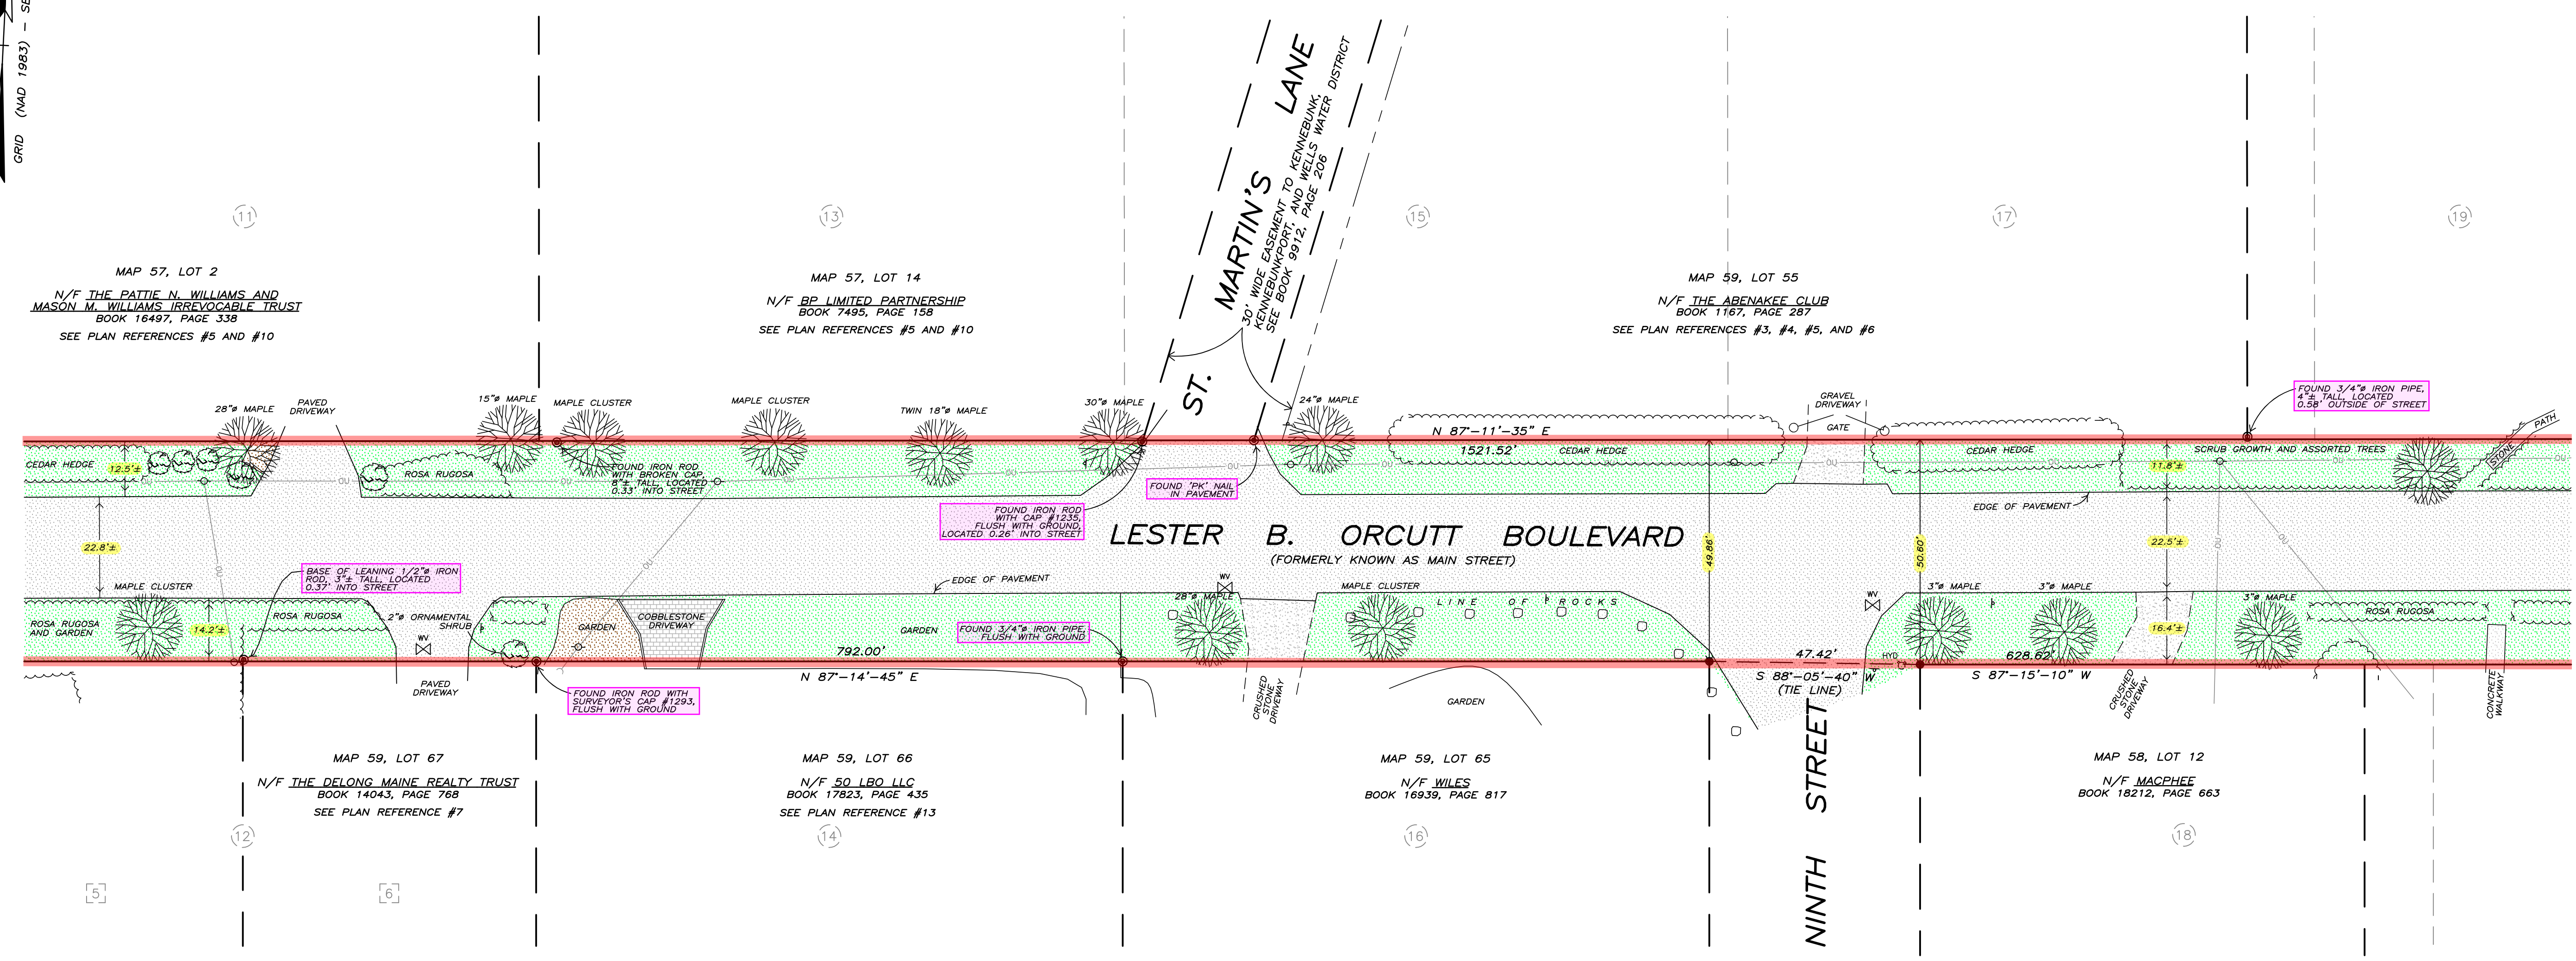 GRID (NAD 1983) - SE
11
13
15
17
19
MARTIN'S LANE
ST.
30' WIDE EASEMENT TO KENNEBUNK,
KENNEBUNKPORT, AND WELLS WATER DISTRICT
SEE BOOK 9912, PAGE 206
MAP 57, LOT 2
N/F THE PATTIE N. WILLIAMS AND
MASON M. WILLIAMS IRREVOCABLE TRUST
BOOK 16497, PAGE 338
SEE PLAN REFERENCES #5 AND #10
MAP 57, LOT 14
N/F BP LIMITED PARTNERSHIP
BOOK 7495, PAGE 158
SEE PLAN REFERENCES #5 AND #10
MAP 59, LOT 55
N/F THE ABENAKEE CLUB
BOOK 1167, PAGE 287
SEE PLAN REFERENCES #3, #4, #5, AND #6
28"ø MAPLE
PAVED
DRIVEWAY
15"ø MAPLE
MAPLE CLUSTER
MAPLE CLUSTER
TWIN 18"ø MAPLE
30"ø MAPLE
24"ø MAPLE
GRAVEL
DRIVEWAY
GATE
FOUND 3/4"ø IRON PIPE,
4"± TALL, LOCATED
0.58' OUTSIDE OF STREET
STONE PATH
N 87°-11'-35" E
1521.52'
CEDAR HEDGE
12.5'±
ROSA RUGOSA
FOUND IRON ROD
WITH BROKEN CAP,
8"± TALL, LOCATED
0.33' INTO STREET
CEDAR HEDGE
CEDAR HEDGE
SCRUB GROWTH AND ASSORTED TREES
11.8'±
OU
OU
OU
OU
OU
OU
OU
OU
OU
OU
OU
OU
OU
FOUND 'PK' NAIL
IN PAVEMENT
FOUND IRON ROD
WITH CAP #1235,
FLUSH WITH GROUND,
LOCATED 0.26' INTO STREET
EDGE OF PAVEMENT
LESTER B. ORCUTT BOULEVARD
(FORMERLY KNOWN AS MAIN STREET)
22.8'±
49.86'
50.60'
22.5'±
BASE OF LEANING 1/2"ø IRON
ROD, 3"± TALL, LOCATED
0.37' INTO STREET
EDGE OF PAVEMENT
MAPLE CLUSTER
WV
28"ø MAPLE
MAPLE CLUSTER
LINE OF ROCKS
WV
3"ø MAPLE
3"ø MAPLE
3"ø MAPLE
ROSA RUGOSA
AND GARDEN
14.2'±
ROSA RUGOSA
2"ø ORNAMENTAL
SHRUB
WV
GARDEN
COBBLESTONE
DRIVEWAY
GARDEN
FOUND 3/4"ø IRON PIPE,
FLUSH WITH GROUND
16.4'±
ROSA RUGOSA
792.00'
N 87°-14'-45" E
47.42'
S 88°-05'-40" W
(TIE LINE)
HYD
628.62'
S 87°-15'-10" W
PAVED
DRIVEWAY
FOUND IRON ROD WITH
SURVEYOR'S CAP #1293,
FLUSH WITH GROUND
CRUSHED
STONE
DRIVEWAY
GARDEN
CRUSHED
STONE
DRIVEWAY
CONCRETE
WALKWAY
NINTH STREET
MAP 59, LOT 67
N/F THE DELONG MAINE REALTY TRUST
BOOK 14043, PAGE 768
SEE PLAN REFERENCE #7
MAP 59, LOT 66
N/F 50 LBO LLC
BOOK 17823, PAGE 435
SEE PLAN REFERENCE #13
MAP 59, LOT 65
N/F WILES
BOOK 16939, PAGE 817
MAP 58, LOT 12
N/F MACPHEE
BOOK 18212, PAGE 663
12
14
16
18
5
6